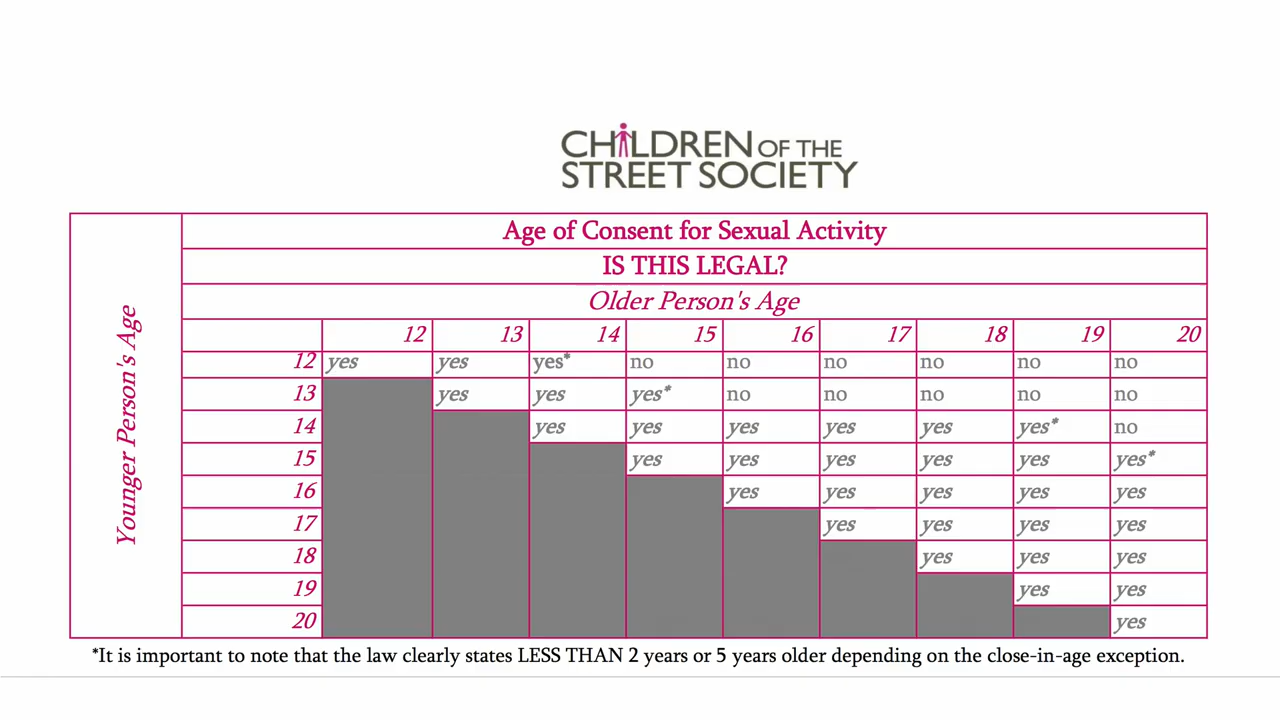 CHILDREN OF THE
STREET SOCIETY
Age of Consent for Sexual Activity
IS THIS LEGAL?
Older Person's Age
Younger Person's Age
12 13 14 15 16 17 18 19 20
12 yes yes yes* no no no no no no
13 yes yes yes* no no no no no
14 yes yes yes yes yes yes* no
15 yes yes yes yes yes yes*
16 yes yes yes yes yes
17 yes yes yes yes
18 yes yes yes
19 yes yes
20 yes
*It is important to note that the law clearly states LESS THAN 2 years or 5 years older depending on the close-in-age exception.